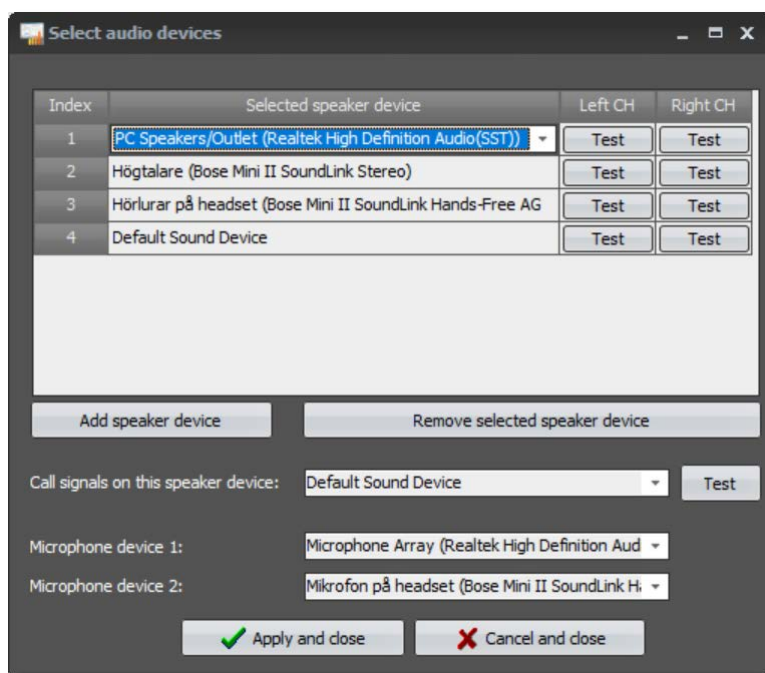 Select audio devices
Index Selected speaker device Left CH Right CH
1 PC Speakers/Outlet (Realtek High Definition Audio(SST)) Test Test
2 Högtalare (Bose Mini II SoundLink Stereo) Test Test
3 Hörlurar på headset (Bose Mini II SoundLink Hands-Free AG Test Test
4 Default Sound Device Test Test
Add speaker device Remove selected speaker device
Call signals on this speaker device: Default Sound Device Test
Microphone device 1: Microphone Array (Realtek High Definition Aud
Microphone device 2: Mikrofon på headset (Bose Mini II SoundLink Ha
Apply and close Cancel and close